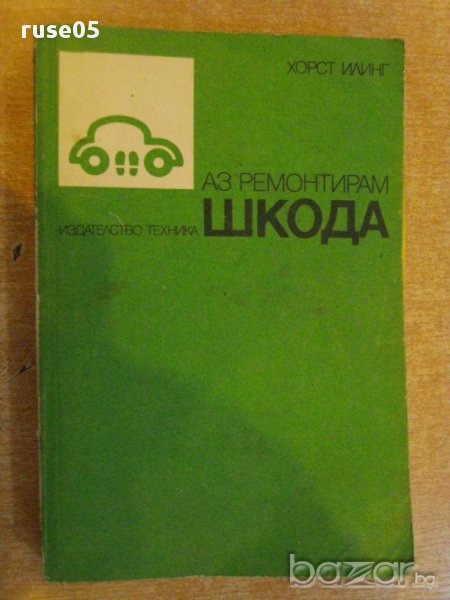 ruse05
ХОРСТ ИЛИНГ
АЗ РЕМОНТИРАМ
ИЗДАТЕЛСТВО ТЕХНИКА
ШКОДА
bazar.bg